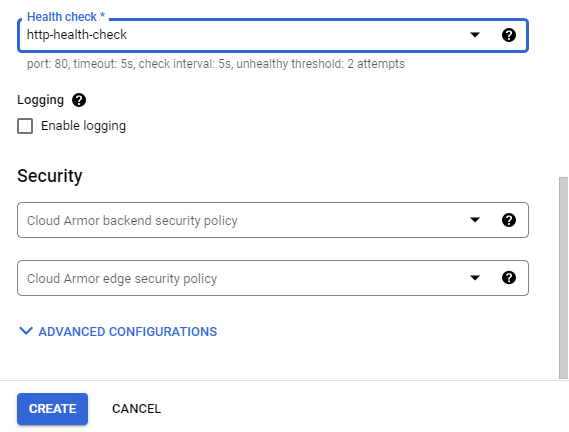 Health check *
http-health-check
port: 80, timeout: 5s, check interval: 5s, unhealthy threshold: 2 attempts
Logging
Enable logging
Security
Cloud Armor backend security policy
Cloud Armor edge security policy
ADVANCED CONFIGURATIONS
CREATE CANCEL